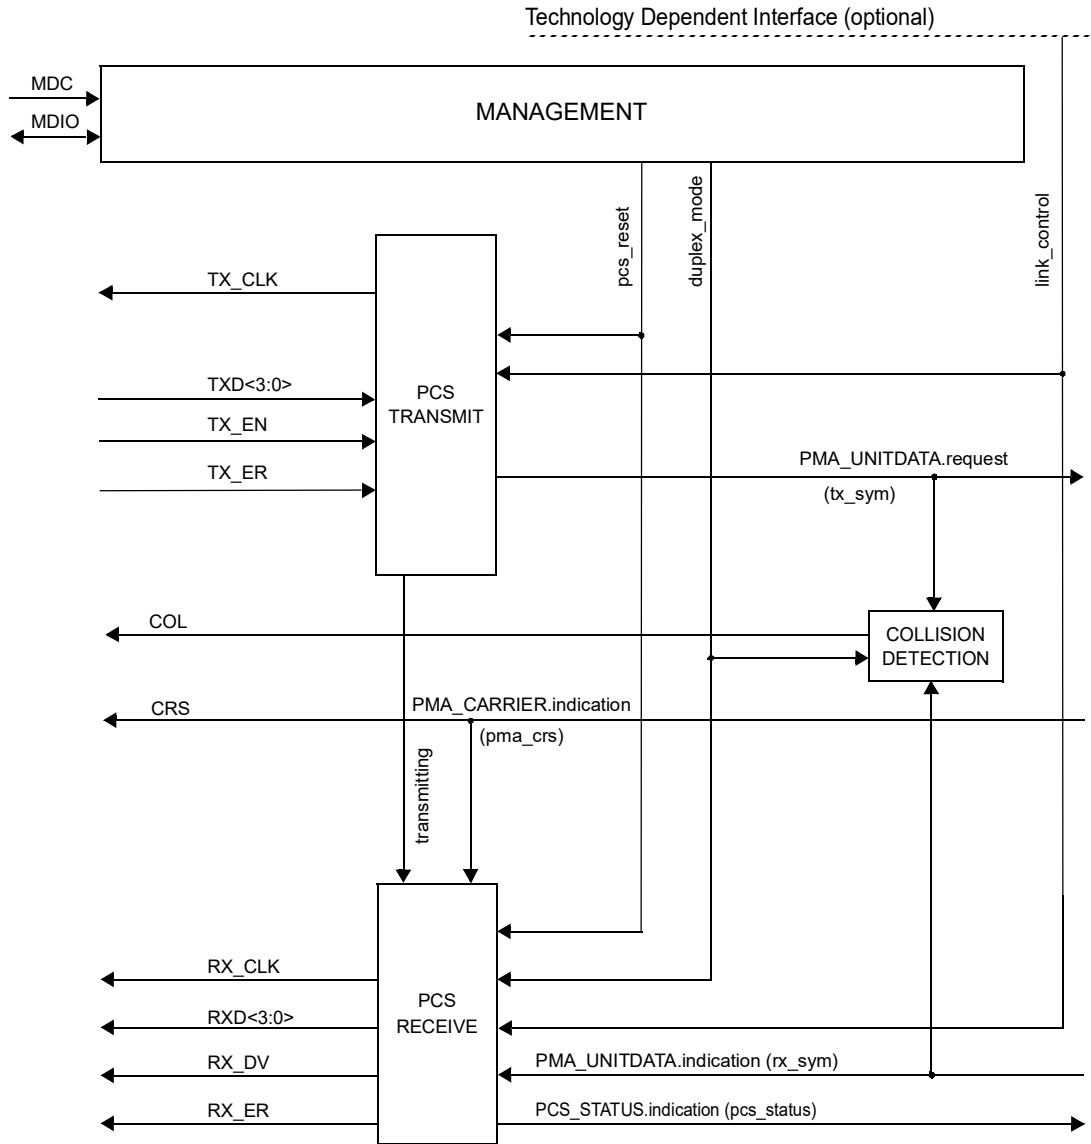 Technology Dependent Interface (optional)
MDC
MDIO
MANAGEMENT
pcs_reset
duplex_mode
link_control
TX_CLK
TXD<3:0>
TX_EN
TX_ER
PCS
TRANSMIT
PMA_UNITDATA.request
(tx_sym)
COL
COLLISION
DETECTION
CRS
PMA_CARRIER.indication
(pma_crs)
transmitting
RX_CLK
RXD<3:0>
RX_DV
RX_ER
PCS
RECEIVE
PMA_UNITDATA.indication (rx_sym)
PCS_STATUS.indication (pcs_status)